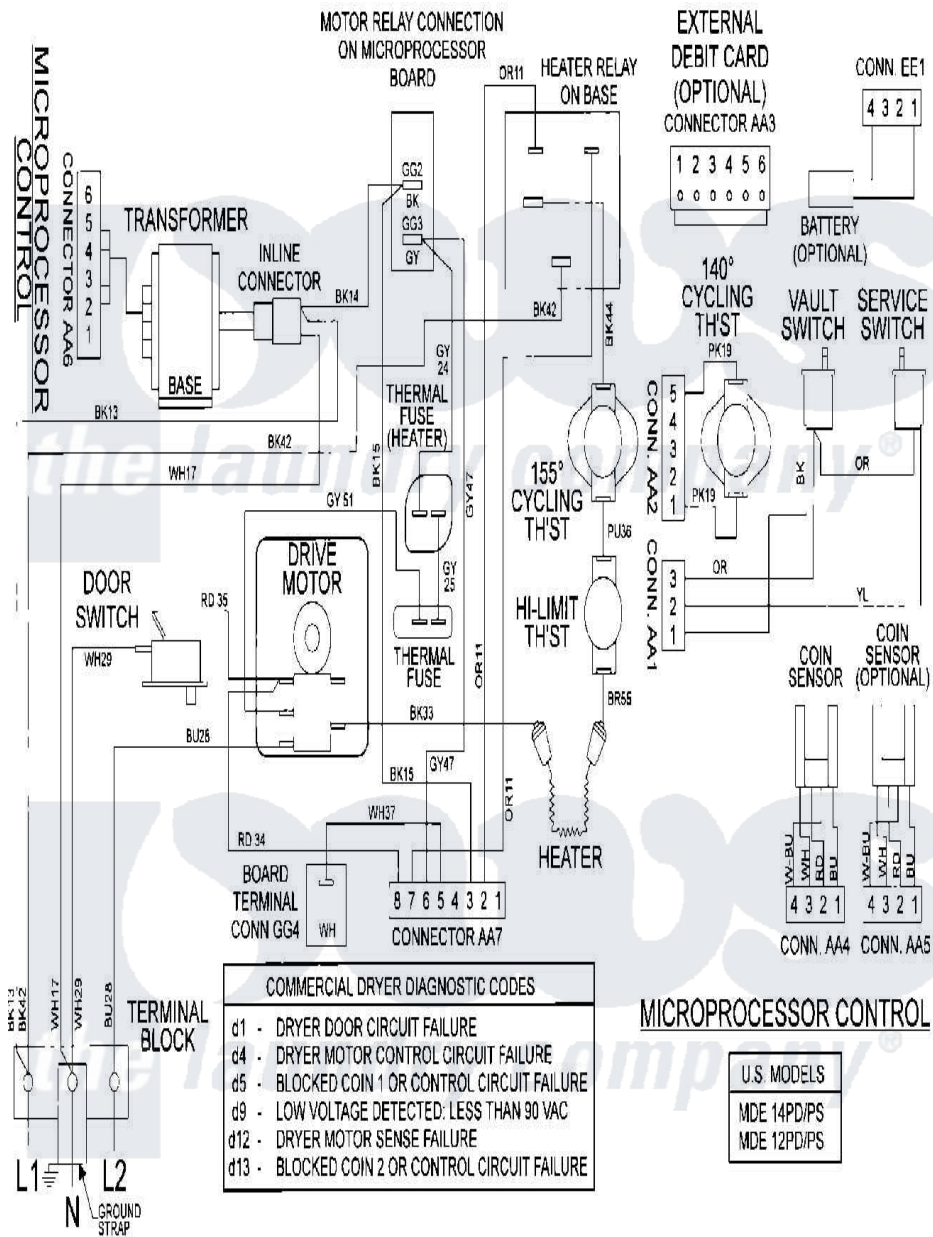 MOTOR RELAY CONNECTION
ON MICROPROCESSOR
BOARD
OR11
HEATER RELAY
ON BASE
EXTERNAL
DEBIT CARD
(OPTIONAL)
CONNECTOR AA3
1 2 3 4 5 6
CONN. EE1
4 3 2 1
BATTERY
(OPTIONAL)
MICROPROCESSOR
CONTROL
CONNECTOR AA6
6
5
4
3
2
1
TRANSFORMER
BASE
INLINE
CONNECTOR
BK14
GG2
BK
GG3
GY
BK42
BK44
140°
CYCLING
TH'ST
PK19
VAULT
SWITCH
SERVICE
SWITCH
BK13
BK42
WH17
GY
24
THERMAL
FUSE
(HEATER)
BK15
GY47
GY 51
GY
25
155°
CYCLING
TH'ST
PU36
CONN. AA2
5
4
3
2
1
PK19
BK
OR
DOOR
SWITCH
WH29
RD 35
DRIVE
MOTOR
THERMAL
FUSE
OR11
HI-LIMIT
TH'ST
BR55
CONN. AA1
3
2
1
OR
YL
COIN
SENSOR
COIN
SENSOR
(OPTIONAL)
BU28
BK33
BK15
GY47
OR11
WH37
RD 34
HEATER
BOARD
TERMINAL
CONN GG4
WH
8 7 6 5 4 3 2 1
CONNECTOR AA7
W-BU
WH
RD
BU
4 3 2 1
CONN. AA4
W-BU
WH
RD
BU
4 3 2 1
CONN. AA5
BK13
BK42
WH17
WH29
BU28
TERMINAL
BLOCK
L1
N
L2
GROUND
STRAP
COMMERCIAL DRYER DIAGNOSTIC CODES
d1 - DRYER DOOR CIRCUIT FAILURE
d4 - DRYER MOTOR CONTROL CIRCUIT FAILURE
d5 - BLOCKED COIN 1 OR CONTROL CIRCUIT FAILURE
d9 - LOW VOLTAGE DETECTED: LESS THAN 90 VAC
d12 - DRYER MOTOR SENSE FAILURE
d13 - BLOCKED COIN 2 OR CONTROL CIRCUIT FAILURE
MICROPROCESSOR CONTROL
U.S. MODELS
MDE 14PD/PS
MDE 12PD/PS
the laundry company®
the laundry company®